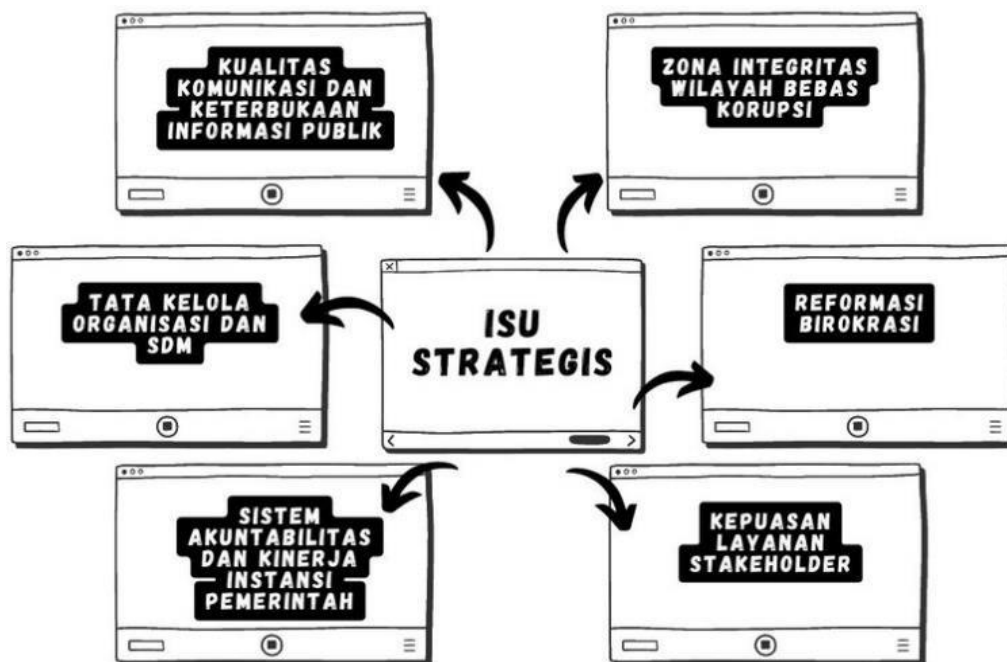 KUALITAS
KOMUNIKASI DAN
KETERBUKAAN
INFORMASI PUBLIK
ZONA INTEGRITAS
WILAYAH BEBAS
KORUPSI
TATA KELOLA
ORGANISASI DAN
SDM
ISU
STRATEGIS
REFORMASI
BIROKRASI
SISTEM
AKUNTABILITAS
DAN KINERJA
INSTANSI
PEMERINTAH
KEPUASAN
LAYANAN
STAKEHOLDER